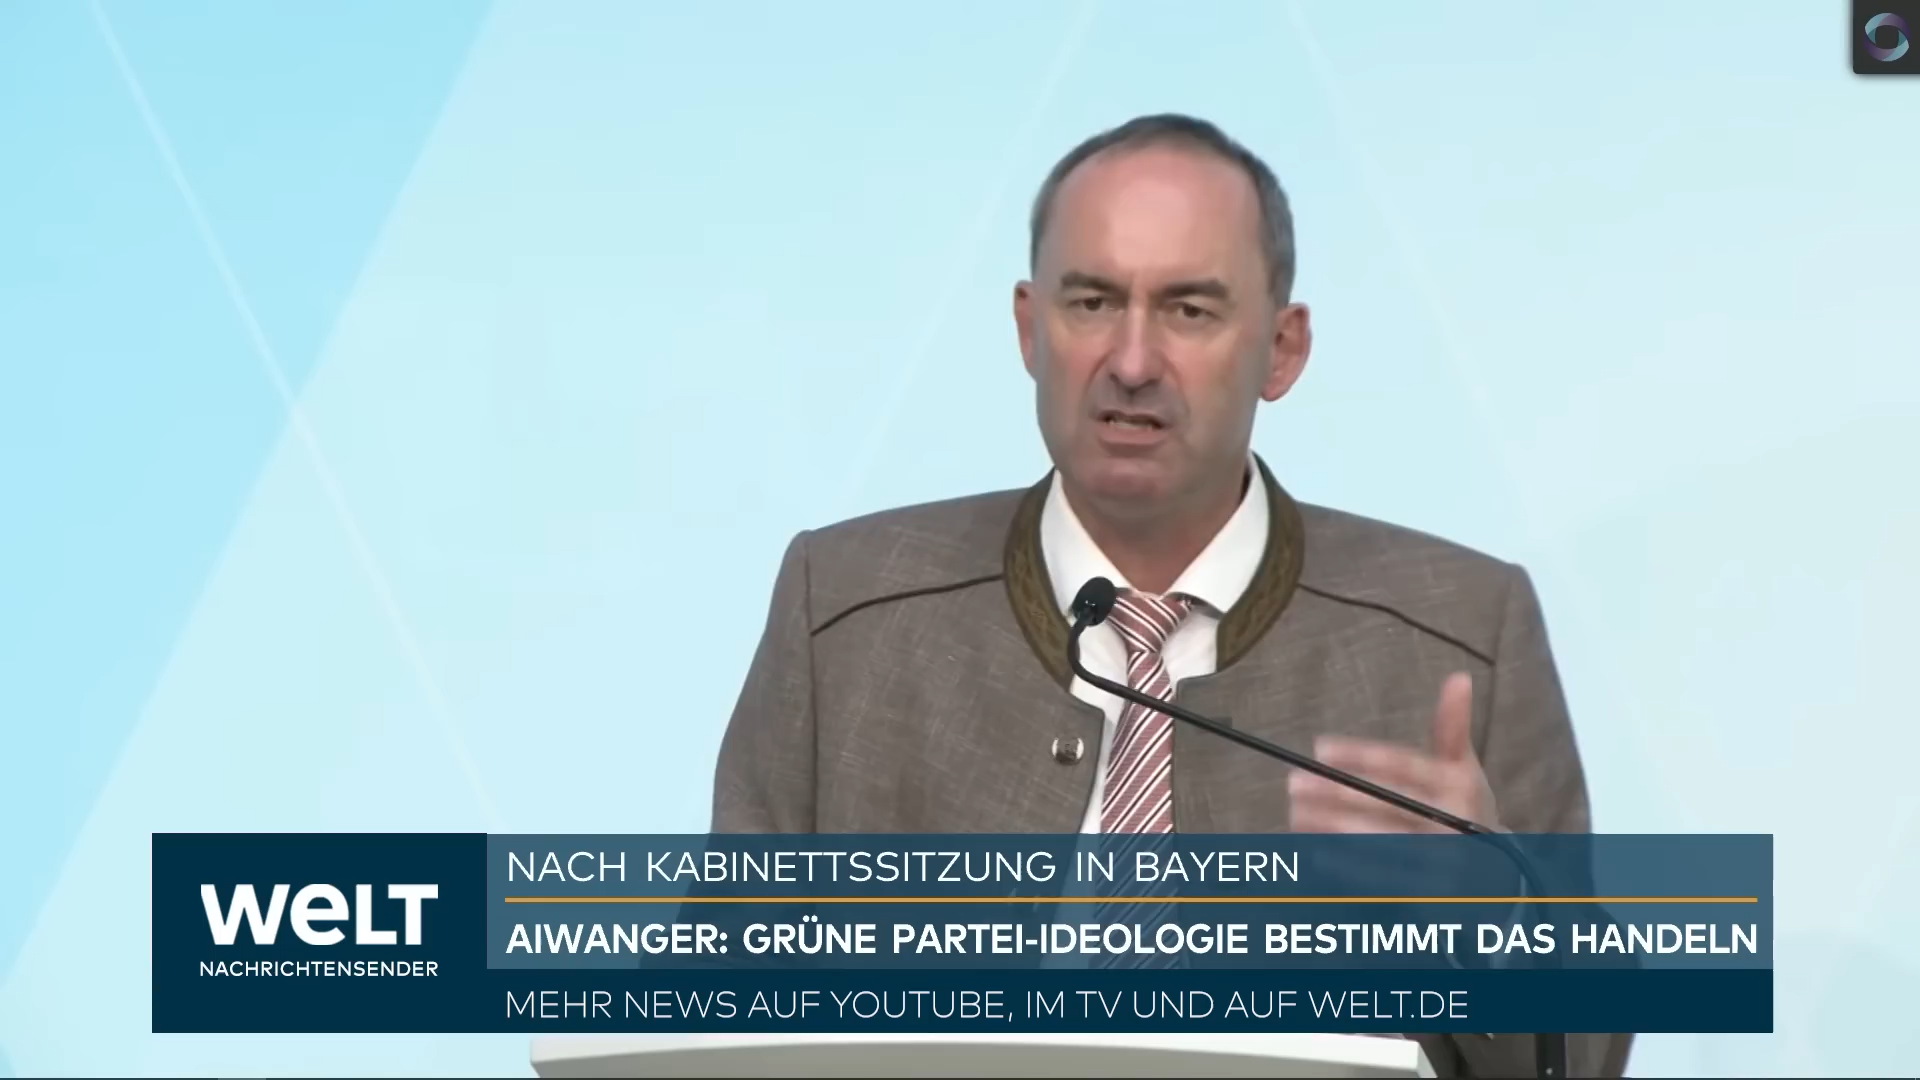 NACH KABINETTSSITZUNG IN BAYERN
WELT
NACHRICHTENSENDER
AIWANGER: GRÜNE PARTEI-IDEOLOGIE BESTIMMT DAS HANDELN
MEHR NEWS AUF YOUTUBE, IM TV UND AUF WELT.DE